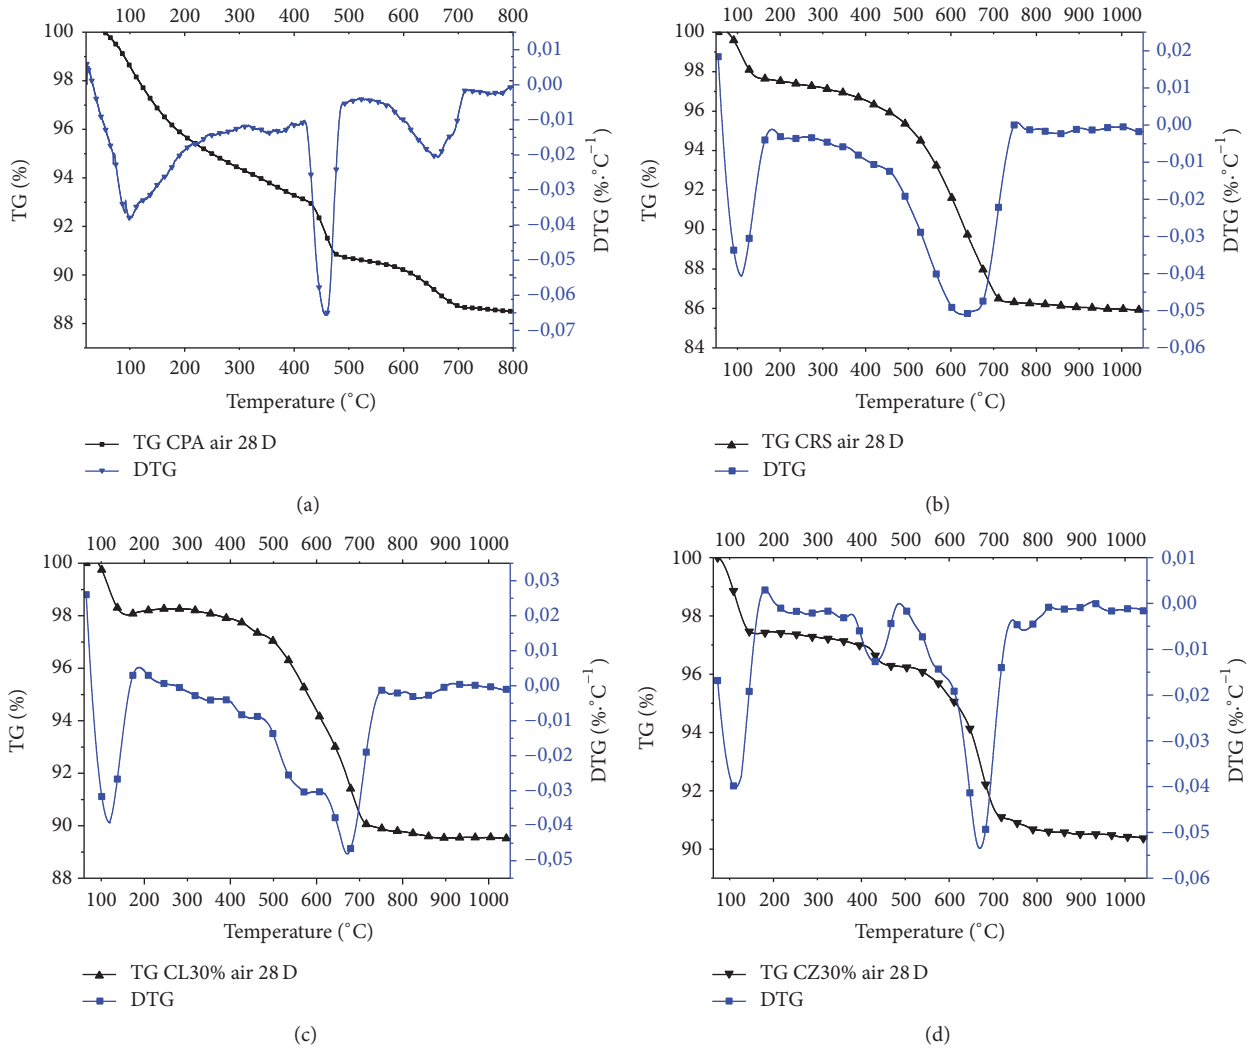 100 200 300 400 500 600 700 800
100
98
96
94
92
90
88
TG (%)
0,01
0,00
−0,01
−0,02
−0,03
−0,04
−0,05
−0,06
−0,07
DTG (%·°C⁻¹)
100 200 300 400 500 600 700 800
Temperature (°C)
TG CPA air 28 D
DTG
(a)
100 200 300 400 500 600 700 800 900 1000
100
98
96
94
92
90
88
86
84
TG (%)
0,02
0,01
0,00
−0,01
−0,02
−0,03
−0,04
−0,05
−0,06
DTG (%·°C⁻¹)
100 200 300 400 500 600 700 800 900 1000
Temperature (°C)
TG CRS air 28 D
DTG
(b)
100 200 300 400 500 600 700 800 900 1000
100
98
96
94
92
90
88
TG (%)
0,03
0,02
0,01
0,00
−0,01
−0,02
−0,03
−0,04
−0,05
DTG (%·°C⁻¹)
100 200 300 400 500 600 700 800 900 1000
Temperature (°C)
TG CL30% air 28 D
DTG
(c)
100 200 300 400 500 600 700 800 900 1000
100
98
96
94
92
90
TG (%)
0,01
0,00
−0,01
−0,02
−0,03
−0,04
−0,05
−0,06
DTG (%·°C⁻¹)
100 200 300 400 500 600 700 800 900 1000
Temperature (°C)
TG CZ30% air 28 D
DTG
(d)